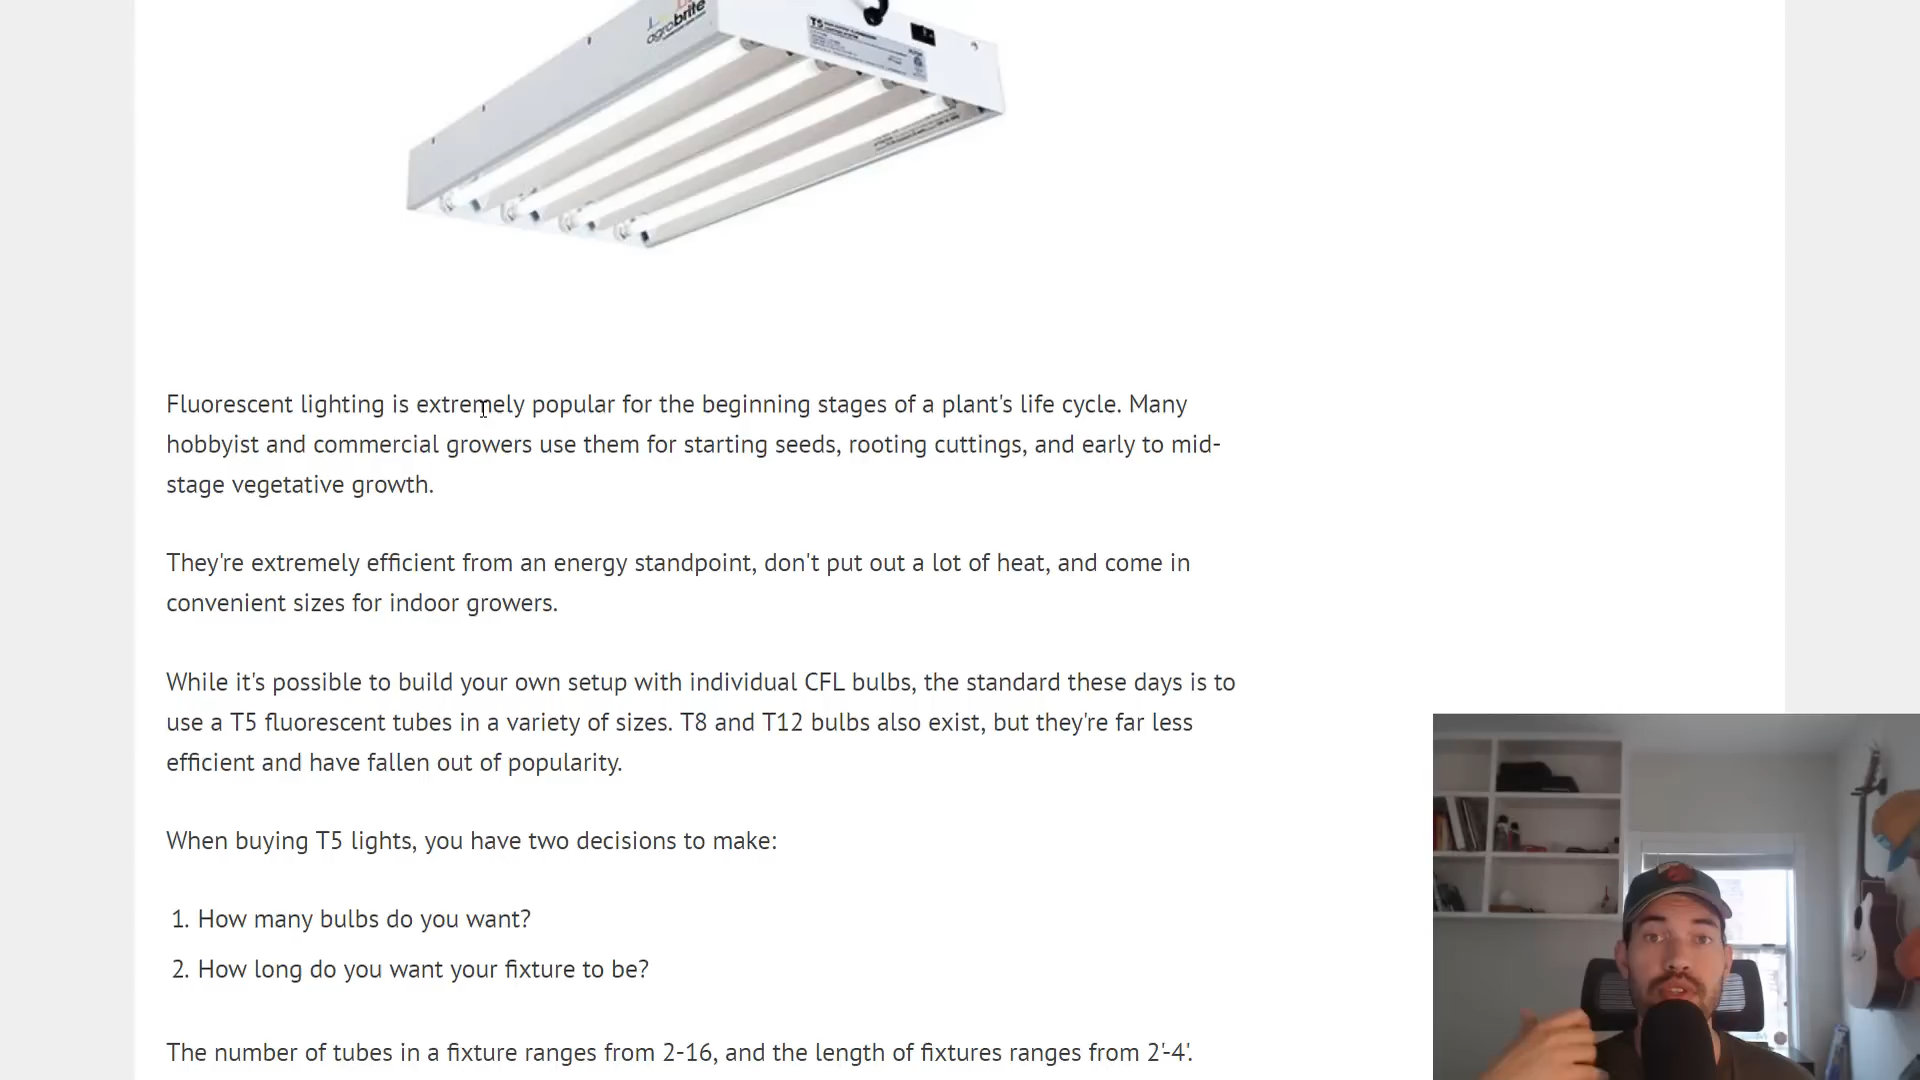 agrobrite
T5
Fluorescent lighting is extremely popular for the beginning stages of a plant's life cycle. Many
hobbyist and commercial growers use them for starting seeds, rooting cuttings, and early to mid-
stage vegetative growth.
They're extremely efficient from an energy standpoint, don't put out a lot of heat, and come in
convenient sizes for indoor growers.
While it's possible to build your own setup with individual CFL bulbs, the standard these days is to
use a T5 fluorescent tubes in a variety of sizes. T8 and T12 bulbs also exist, but they're far less
efficient and have fallen out of popularity.
When buying T5 lights, you have two decisions to make:
1. How many bulbs do you want?
2. How long do you want your fixture to be?
The number of tubes in a fixture ranges from 2-16, and the length of fixtures ranges from 2'-4'.